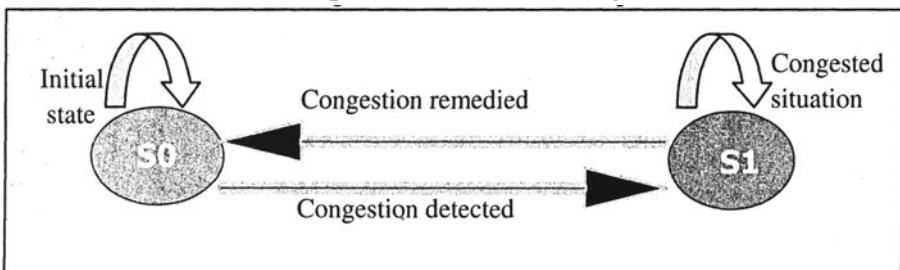 Initial
state
S0
Congestion remedied
Congestion detected
Congested
situation
S1